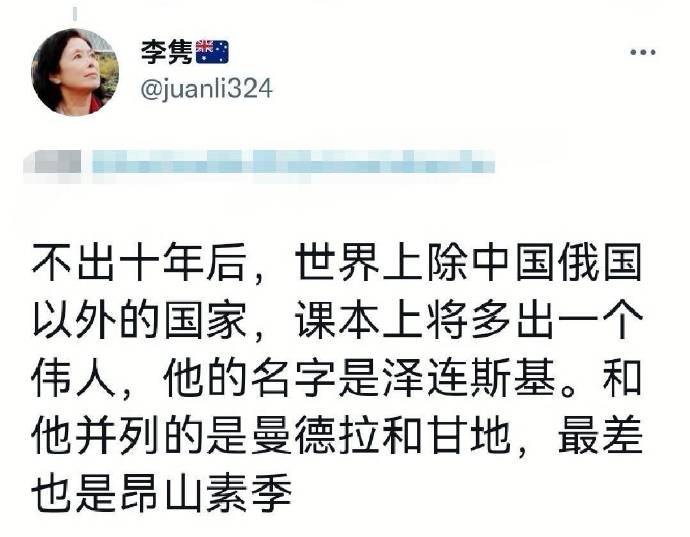 李隽
@juanli324
不出十年后，世界上除中国俄国
以外的国家，课本上将多出一个
伟人，他的名字是泽连斯基。和
他并列的是曼德拉和甘地，最差
也是昂山素季